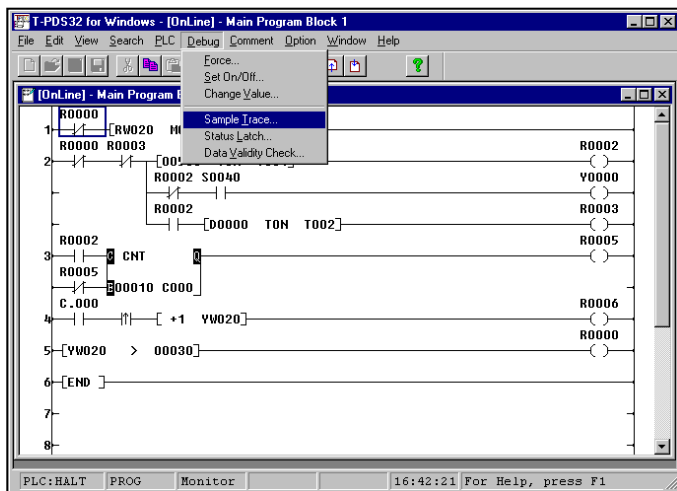 T-PDS32 for Windows - [OnLine] - Main Program Block 1
File Edit View Search PLC Debug Comment Option Window Help
Force...
Set On/Off...
Change Value...
Sample Trace...
Status Latch...
Data Validity Check...
[OnLine] - Main Program
R0000
1 [RW020
R0000 R0003 R0002
2
R0002 S0040 Y0000
R0002 R0003
[D0000 TON T002]
R0002 R0005
3 C CNT Q
R0005
E 00010 C000
C.000 R0006
4 [ +1 YW020]
R0000
5 [YW020 > 00030]
6 [END ]
7
8
PLC:HALT PROG Monitor 16:42:21 For Help, press F1